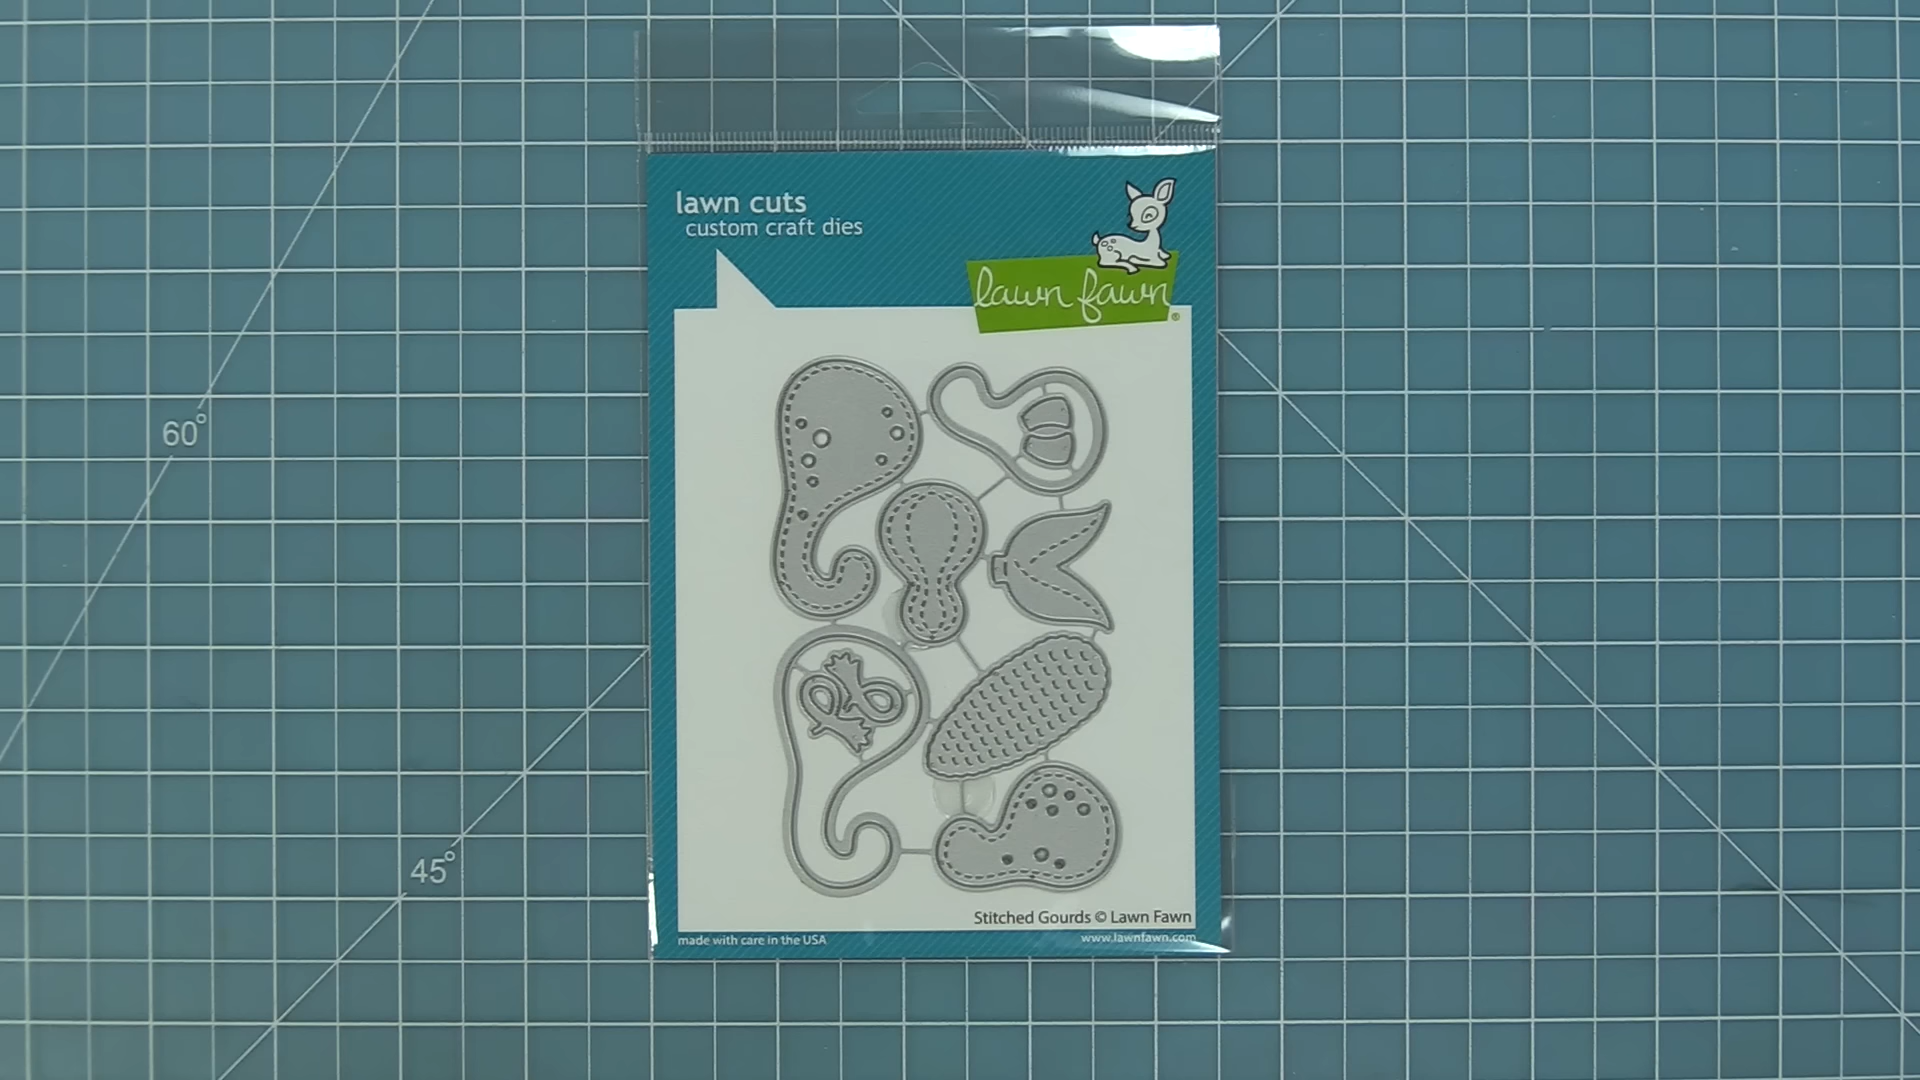 lawn cuts
custom craft dies
lawn fawn
®
60°
45°
Stitched Gourds © Lawn Fawn
made with care in the USA
www.lawnfawn.com